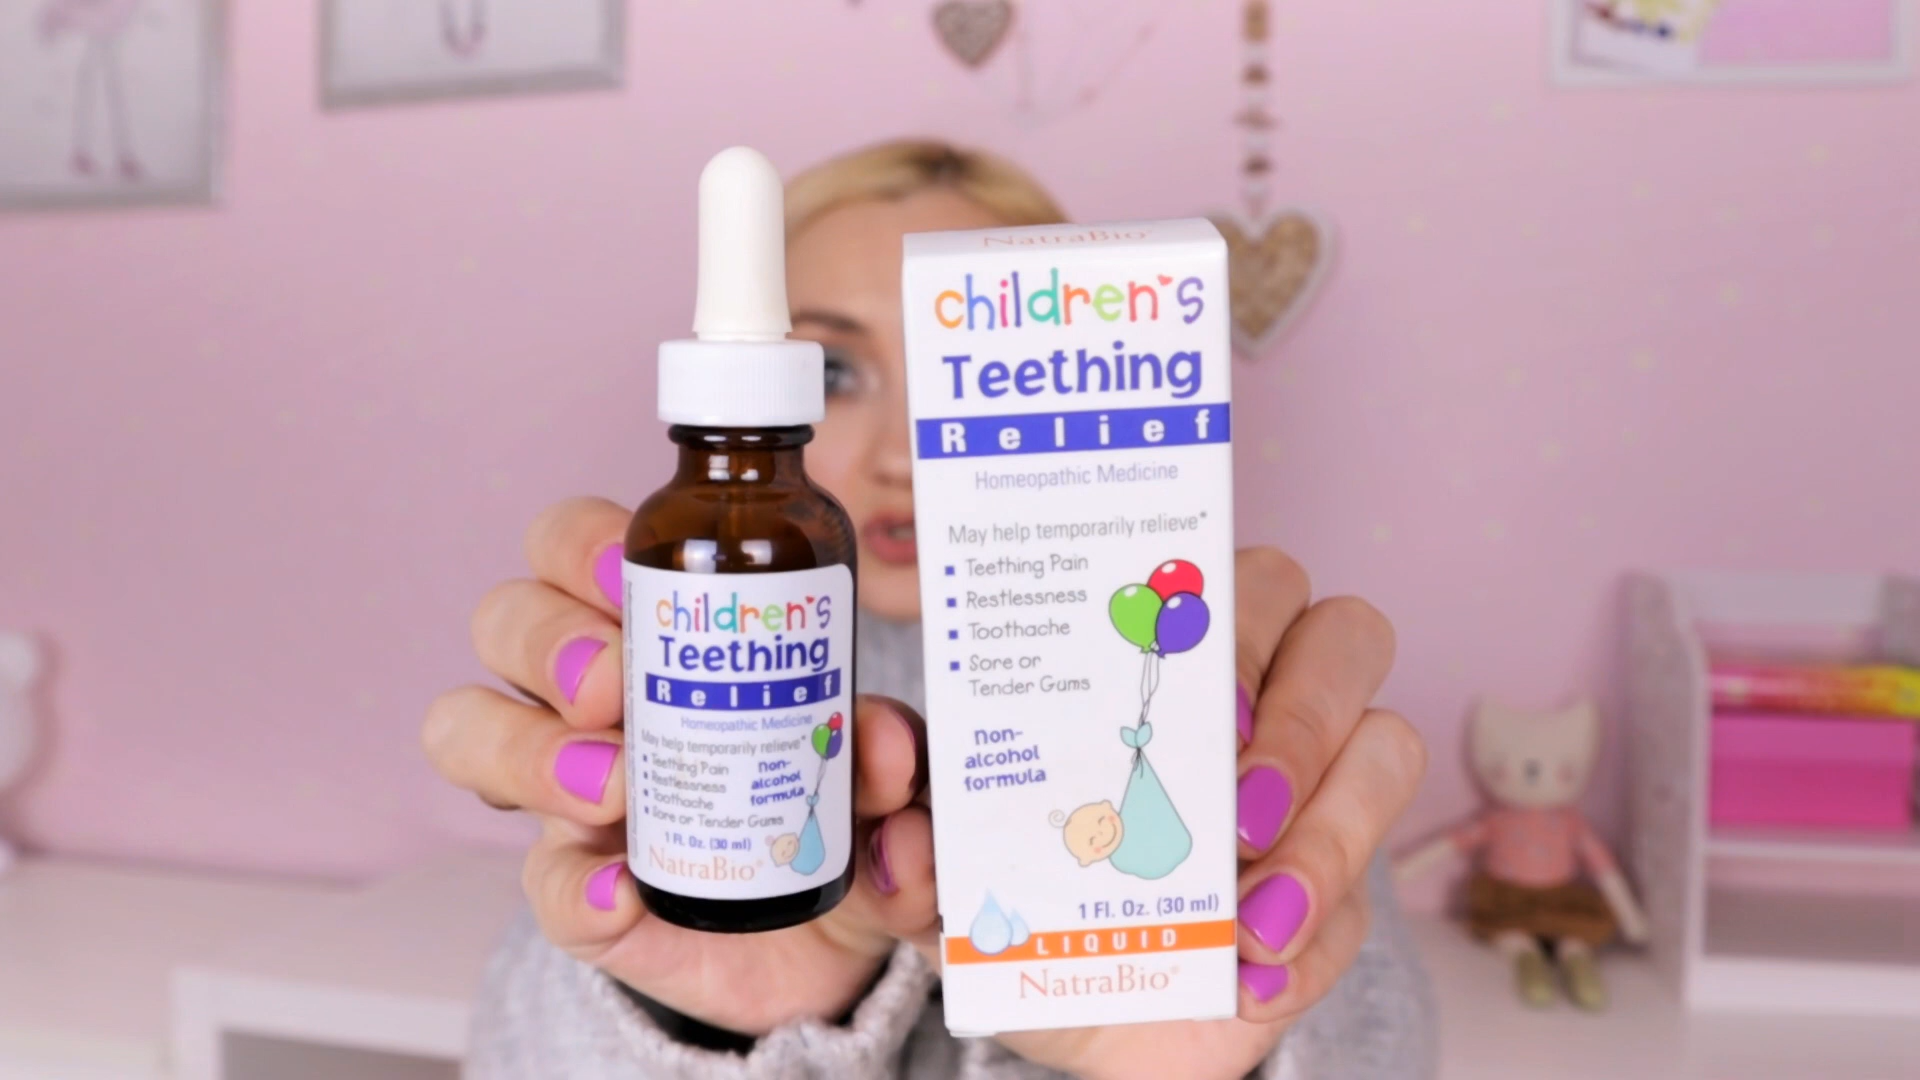 children's
Teething
Relief
Homeopathic Medicine
May help temporarily relieve*
Teething Pain
Restlessness
Toothache
Sore or Tender Gums
Non-
alcohol
formula
1 Fl. Oz. (30 ml)
NatraBio®
NatraBio®
children's
Teething
Relief
Homeopathic Medicine
May help temporarily relieve*
Teething Pain
Restlessness
Toothache
Sore or
Tender Gums
Non-
alcohol
formula
1 Fl. Oz. (30 ml)
LIQUID
NatraBio®